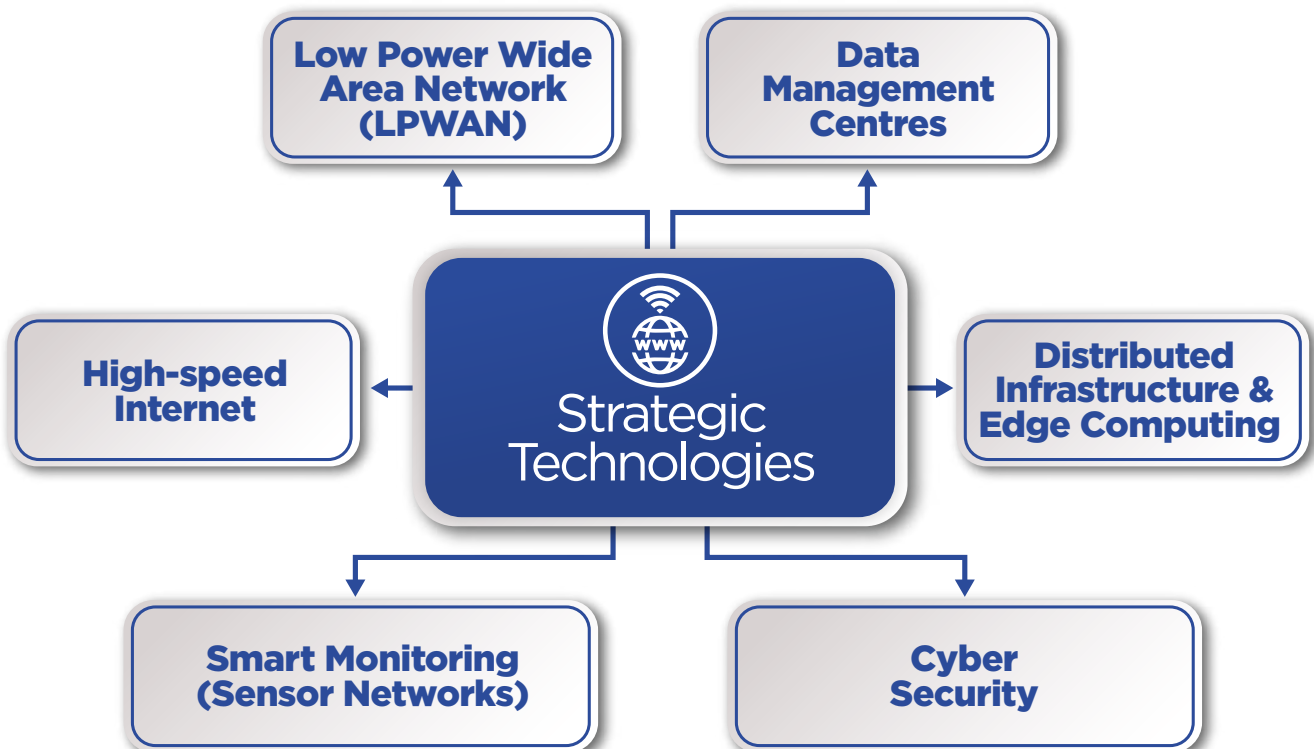 Low Power Wide
Area Network
(LPWAN)
Data
Management
Centres
High-speed
Internet
www
Strategic
Technologies
Distributed
Infrastructure &
Edge Computing
Smart Monitoring
(Sensor Networks)
Cyber
Security